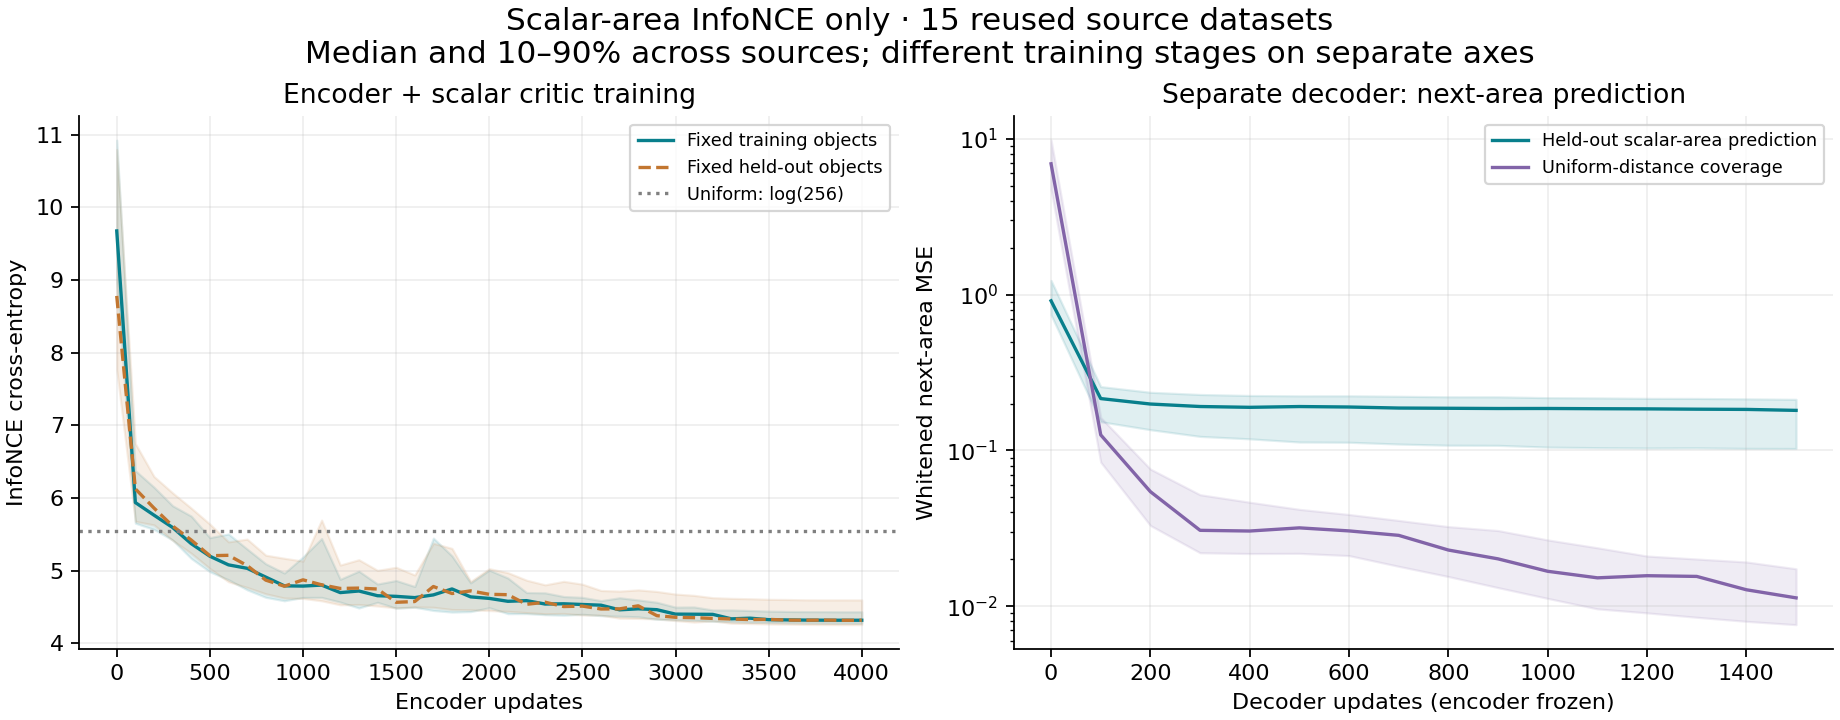 Scalar-area InfoNCE only · 15 reused source datasets
Median and 10–90% across sources; different training stages on separate axes
Encoder + scalar critic training
InfoNCE cross-entropy
11
10
9
8
7
6
5
4
Fixed training objects
Fixed held-out objects
Uniform: log(256)
0
500
1000
1500
2000
2500
3000
3500
4000
Encoder updates
Separate decoder: next-area prediction
Whitened next-area MSE
10¹
10⁰
10⁻¹
10⁻²
Held-out scalar-area prediction
Uniform-distance coverage
0
200
400
600
800
1000
1200
1400
Decoder updates (encoder frozen)